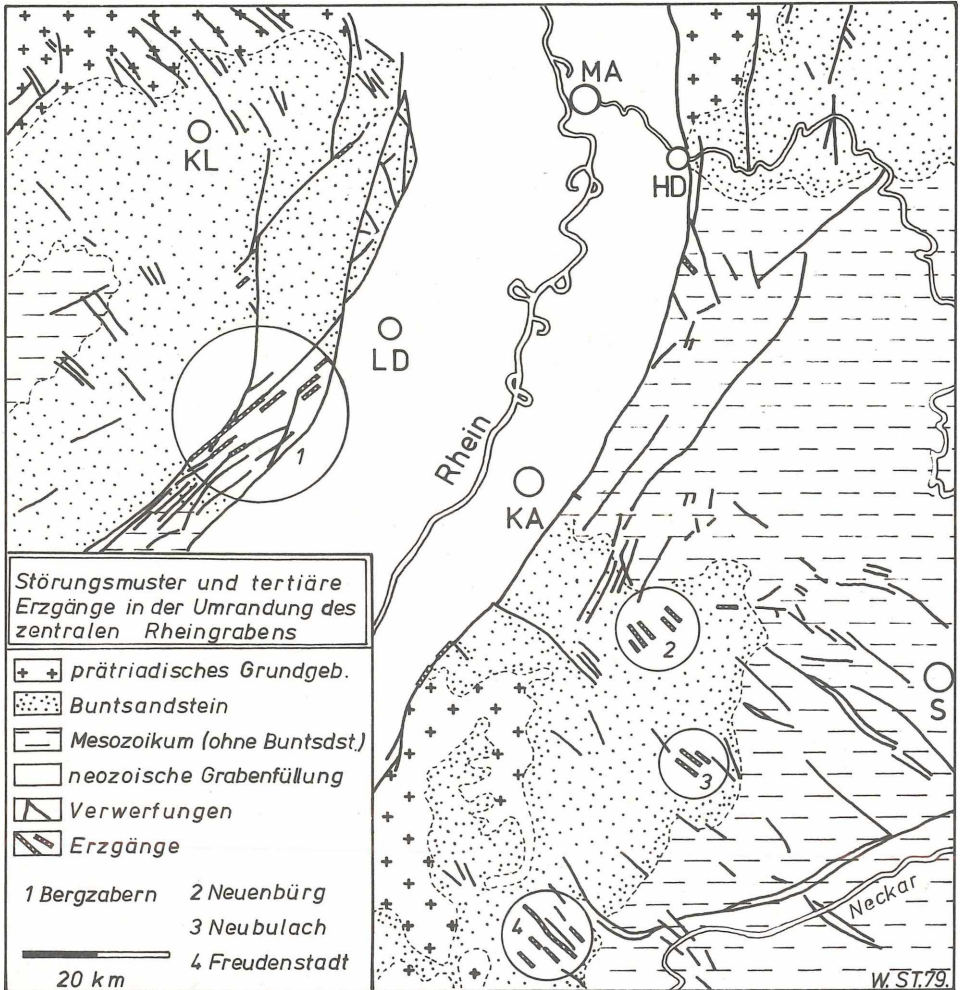 MA
KL
HD
LD
Rhein
1
KA
2
S
3
4
Neckar
W. ST. 79.
Störungsmuster und tertiäre
Erzgänge in der Umrandung des
zentralen Rheingrabens
prätriadisches Grundgeb.
Buntsandstein
Mesozoikum (ohne Buntsdst.)
neozoische Grabenfüllung
Verwerfungen
Erzgänge
1 Bergzabern
2 Neuenbürg
3 Neubulach
4 Freudenstadt
20 km